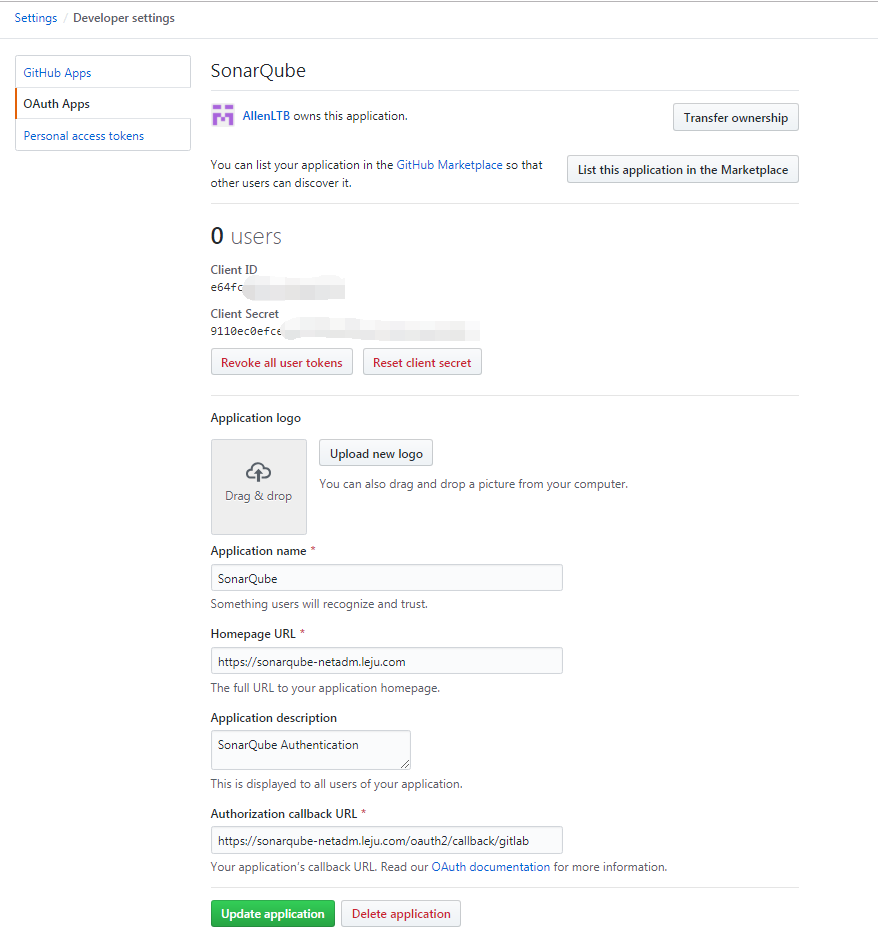 Settings / Developer settings
GitHub Apps
OAuth Apps
Personal access tokens
SonarQube
AllenLTB owns this application.
Transfer ownership
You can list your application in the GitHub Marketplace so that
other users can discover it.
List this application in the Marketplace
0 users
Client ID
e64fc
Client Secret
9110ec0efce
Revoke all user tokens
Reset client secret
Application logo
Drag & drop
Upload new logo
You can also drag and drop a picture from your computer.
Application name *
SonarQube
Something users will recognize and trust.
Homepage URL *
https://sonarqube-netadm.leju.com
The full URL to your application homepage.
Application description
SonarQube Authentication
This is displayed to all users of your application.
Authorization callback URL *
https://sonarqube-netadm.leju.com/oauth2/callback/gitlab
Your application's callback URL. Read our OAuth documentation for more information.
Update application
Delete application